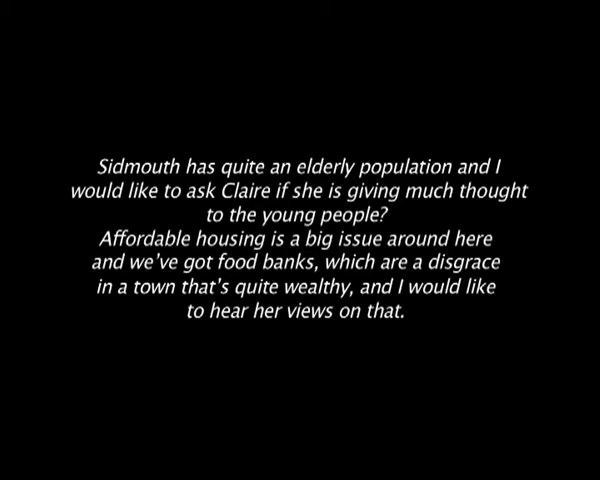 Sidmouth has quite an elderly population and I
would like to ask Claire if she is giving much thought
to the young people?
Affordable housing is a big issue around here
and we've got food banks, which are a disgrace
in a town that's quite wealthy, and I would like
to hear her views on that.